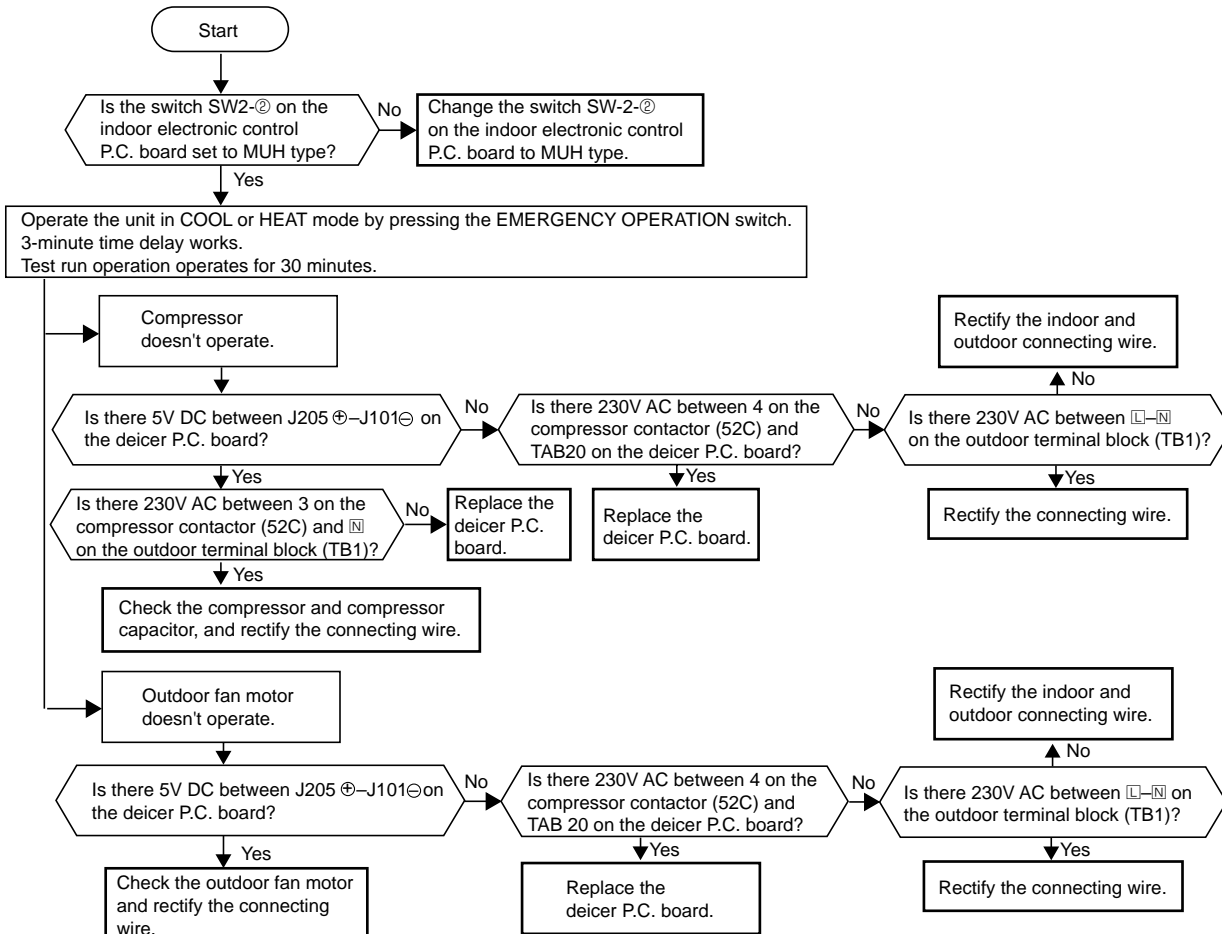 Start
Is the switch SW2-② on the
indoor electronic control
P.C. board set to MUH type?
No
Change the switch SW-2-②
on the indoor electronic control
P.C. board to MUH type.
Yes
Operate the unit in COOL or HEAT mode by pressing the EMERGENCY OPERATION switch.
3-minute time delay works.
Test run operation operates for 30 minutes.
Compressor
doesn't operate.
Rectify the indoor and
outdoor connecting wire.
No
Is there 5V DC between J205 ⊕–J101⊖ on
the deicer P.C. board?
No
Is there 230V AC between 4 on the
compressor contactor (52C) and
TAB20 on the deicer P.C. board?
No
Is there 230V AC between 🄻–🄽
on the outdoor terminal block (TB1)?
Yes
Yes
Yes
Is there 230V AC between 3 on the
compressor contactor (52C) and 🄽
on the outdoor terminal block (TB1)?
No
Replace the
deicer P.C.
board.
Replace the
deicer P.C. board.
Rectify the connecting wire.
Yes
Check the compressor and compressor
capacitor, and rectify the connecting wire.
Outdoor fan motor
doesn't operate.
Rectify the indoor and
outdoor connecting wire.
No
Is there 5V DC between J205 ⊕–J101⊖on
the deicer P.C. board?
No
Is there 230V AC between 4 on the
compressor contactor (52C) and
TAB 20 on the deicer P.C. board?
No
Is there 230V AC between 🄻–🄽 on
the outdoor terminal block (TB1)?
Yes
Yes
Yes
Check the outdoor fan motor
and rectify the connecting
wire.
Replace the
deicer P.C. board.
Rectify the connecting wire.